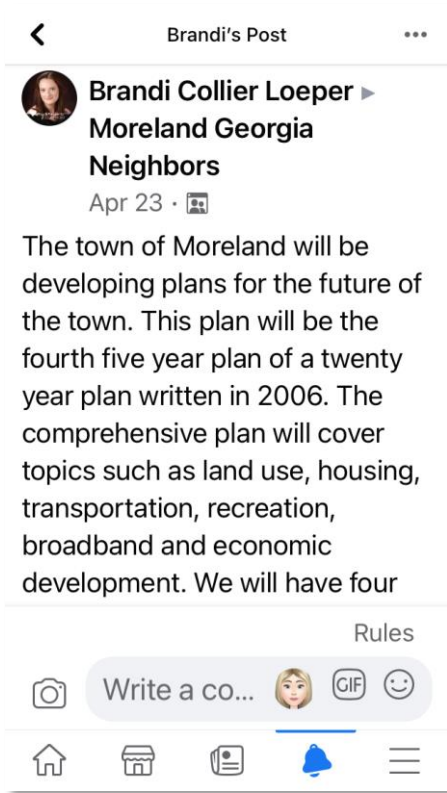 Brandi's Post
Brandi Collier Loeper ▸
Moreland Georgia
Neighbors
Apr 23 ·
The town of Moreland will be
developing plans for the future of
the town. This plan will be the
fourth five year plan of a twenty
year plan written in 2006. The
comprehensive plan will cover
topics such as land use, housing,
transportation, recreation,
broadband and economic
development. We will have four
Rules
Write a co...
GIF